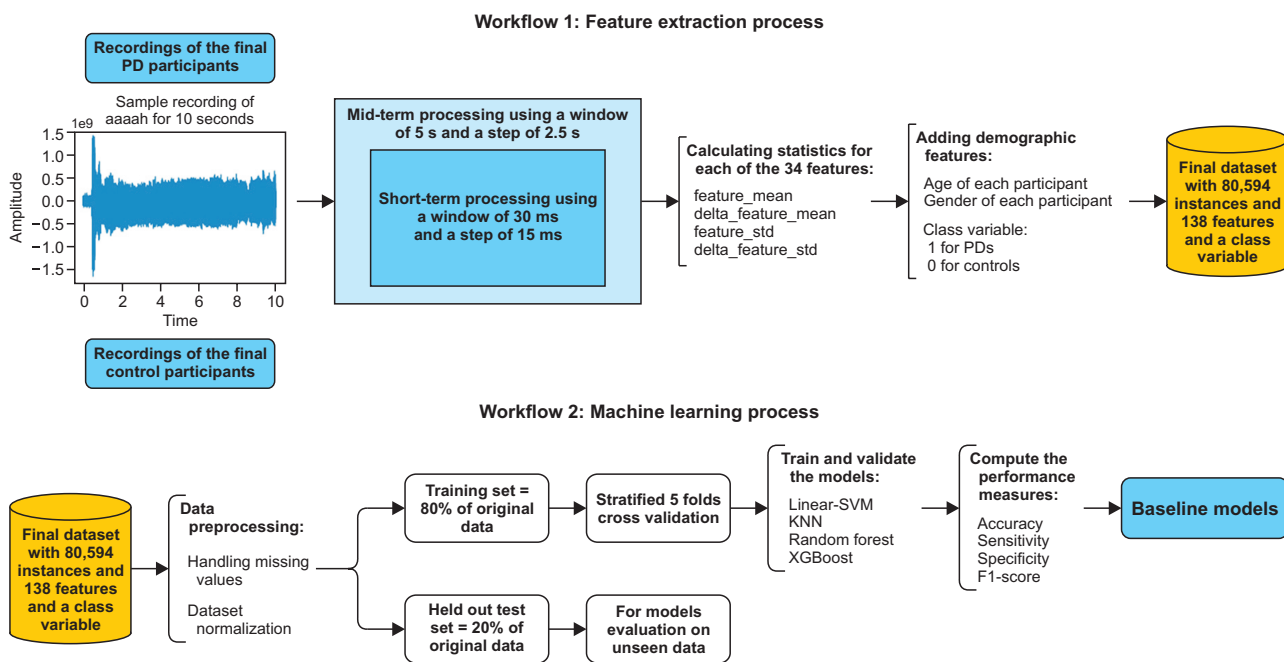 Workflow 1: Feature extraction process
Recordings of the final
PD participants
Sample recording of
aaaah for 10 seconds
1e9
1.5
1.0
0.5
0.0
−0.5
−1.0
−1.5
Amplitude
0
2
4
6
8
10
Time
Recordings of the final
control participants
Mid-term processing using a window
of 5 s and a step of 2.5 s
Short-term processing using
a window of 30 ms
and a step of 15 ms
Calculating statistics for
each of the 34 features:
feature_mean
delta_feature_mean
feature_std
delta_feature_std
Adding demographic
features:
Age of each participant
Gender of each participant
Class variable:
1 for PDs
0 for controls
Final dataset
with 80,594
instances and
138 features
and a class
variable
Workflow 2: Machine learning process
Final dataset
with 80,594
instances and
138 features
and a class
variable
Data
preprocessing:
Handling missing
values
Dataset
normalization
Training set =
80% of original
data
Stratified 5 folds
cross validation
Held out test
set = 20% of
original data
For models
evaluation on
unseen data
Train and validate
the models:
Linear-SVM
KNN
Random forest
XGBoost
Compute the
performance
measures:
Accuracy
Sensitivity
Specificity
F1-score
Baseline models